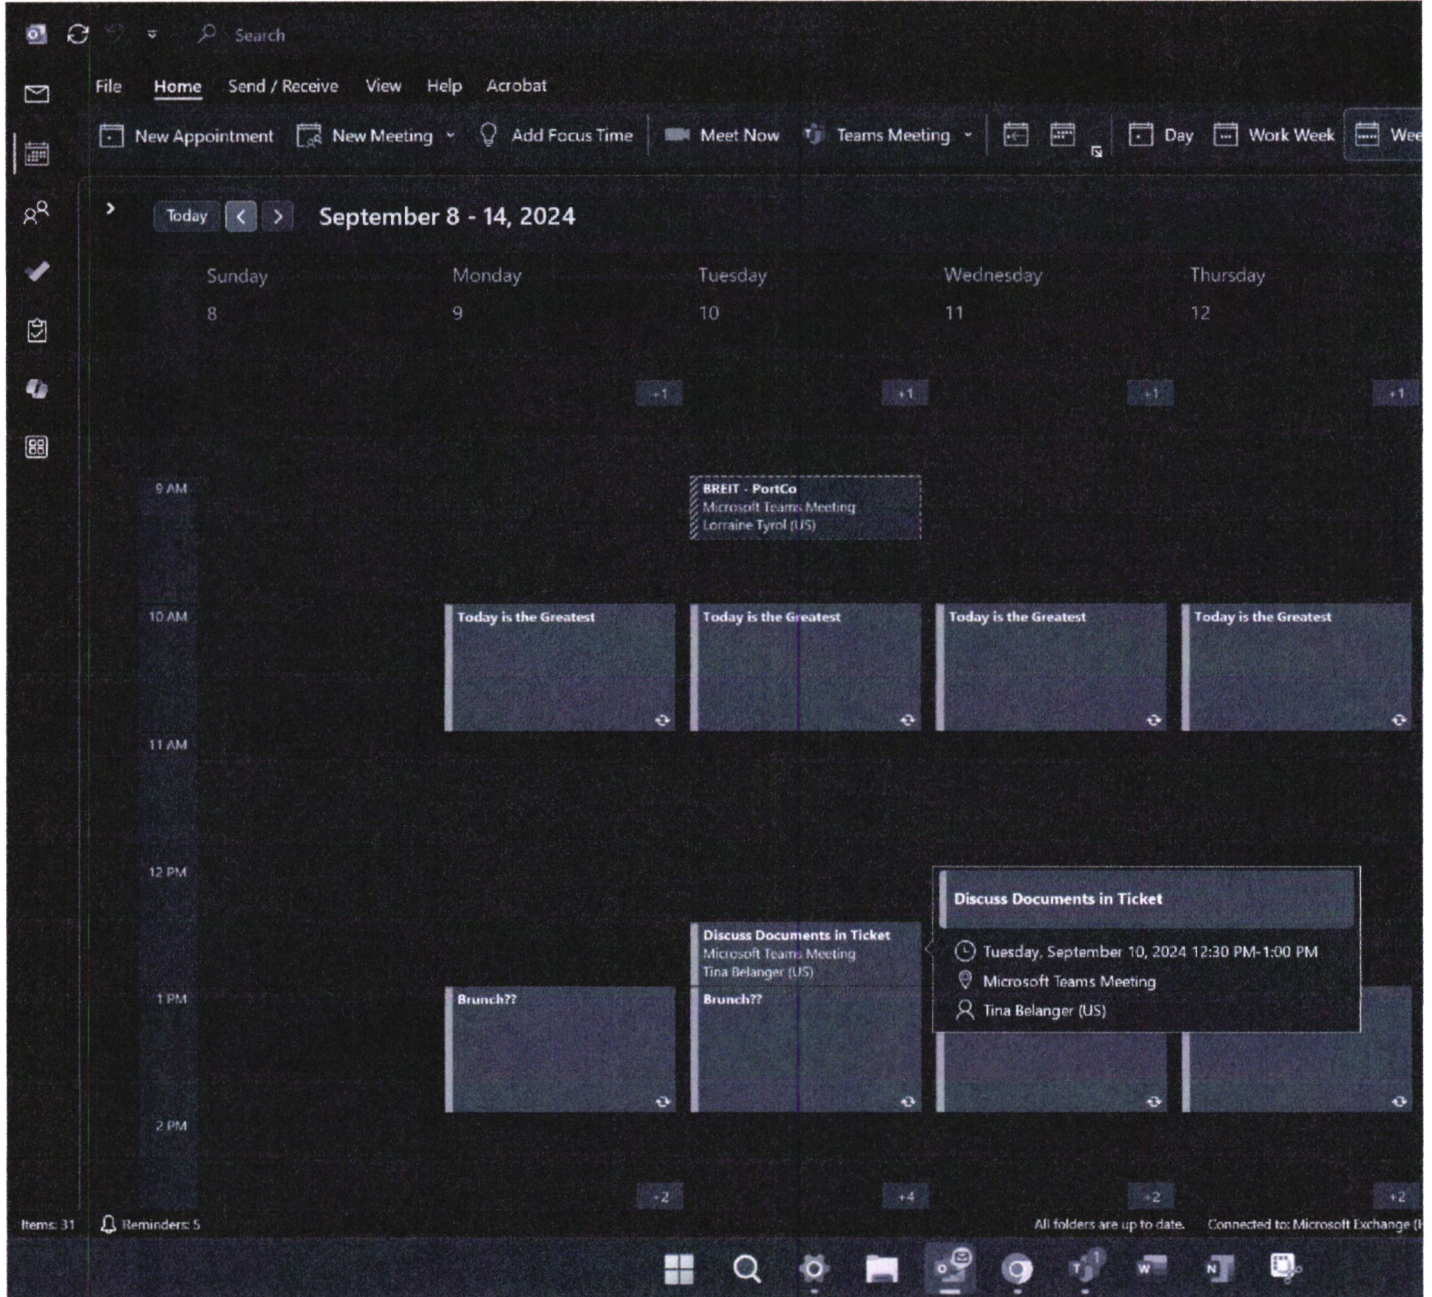 Search
File Home Send / Receive View Help Acrobat
New Appointment New Meeting Add Focus Time Meet Now Teams Meeting Day Work Week Wee
Today September 8 - 14, 2024
Sunday Monday Tuesday Wednesday Thursday
8 9 10 11 12
+1 +1 +1 +1
9 AM
BREIT - PortCo
Microsoft Teams Meeting
Lorraine Tyrol (US)
10 AM
Today is the Greatest Today is the Greatest Today is the Greatest Today is the Greatest
11 AM
12 PM
Discuss Documents in Ticket
Microsoft Teams Meeting
Tina Belanger (US)
Discuss Documents in Ticket
Tuesday, September 10, 2024 12:30 PM-1:00 PM
Microsoft Teams Meeting
Tina Belanger (US)
1 PM
Brunch?? Brunch??
2 PM
+2 +4 +2 +2
Items: 31 Reminders: 5 All folders are up to date. Connected to: Microsoft Exchange
1